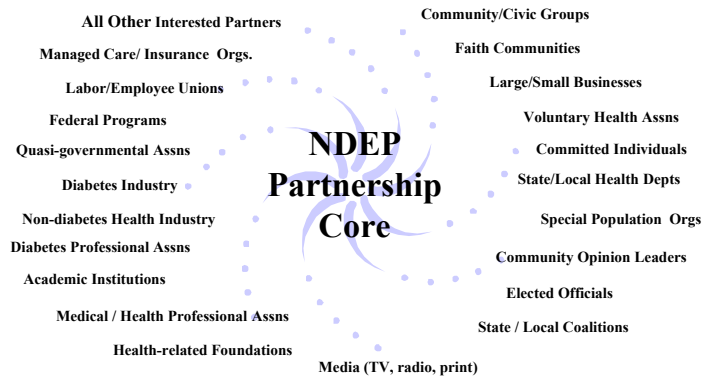 All Other Interested Partners
Managed Care/ Insurance Orgs.
Labor/Employee Unions
Federal Programs
Quasi-governmental Assns
Diabetes Industry
Non-diabetes Health Industry
Diabetes Professional Assns
Academic Institutions
Medical / Health Professional Assns
Health-related Foundations
NDEP
Partnership
Core
Community/Civic Groups
Faith Communities
Large/Small Businesses
Voluntary Health Assns
Committed Individuals
State/Local Health Depts
Special Population Orgs
Community Opinion Leaders
Elected Officials
State / Local Coalitions
Media (TV, radio, print)